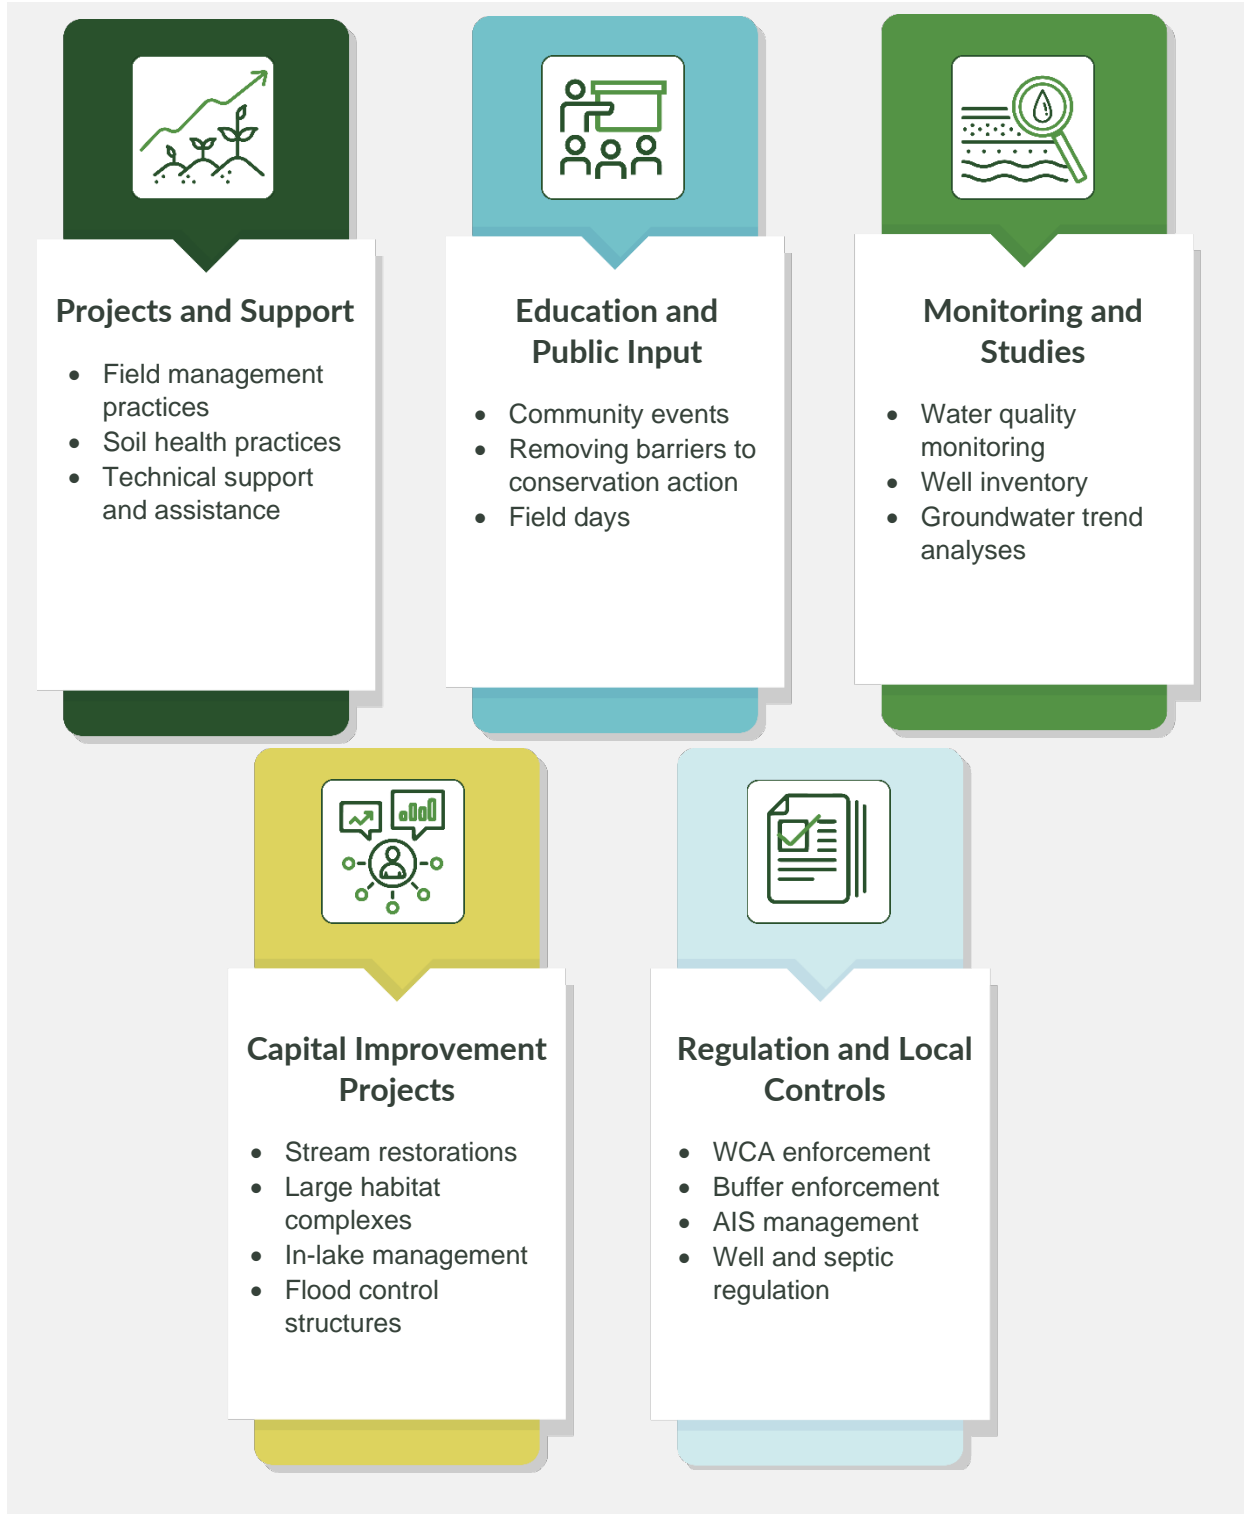 Projects and Support
• Field management
practices
• Soil health practices
• Technical support
and assistance
Education and
Public Input
• Community events
• Removing barriers to
conservation action
• Field days
Monitoring and
Studies
• Water quality
monitoring
• Well inventory
• Groundwater trend
analyses
Capital Improvement
Projects
• Stream restorations
• Large habitat
complexes
• In-lake management
• Flood control
structures
Regulation and Local
Controls
• WCA enforcement
• Buffer enforcement
• AIS management
• Well and septic
regulation